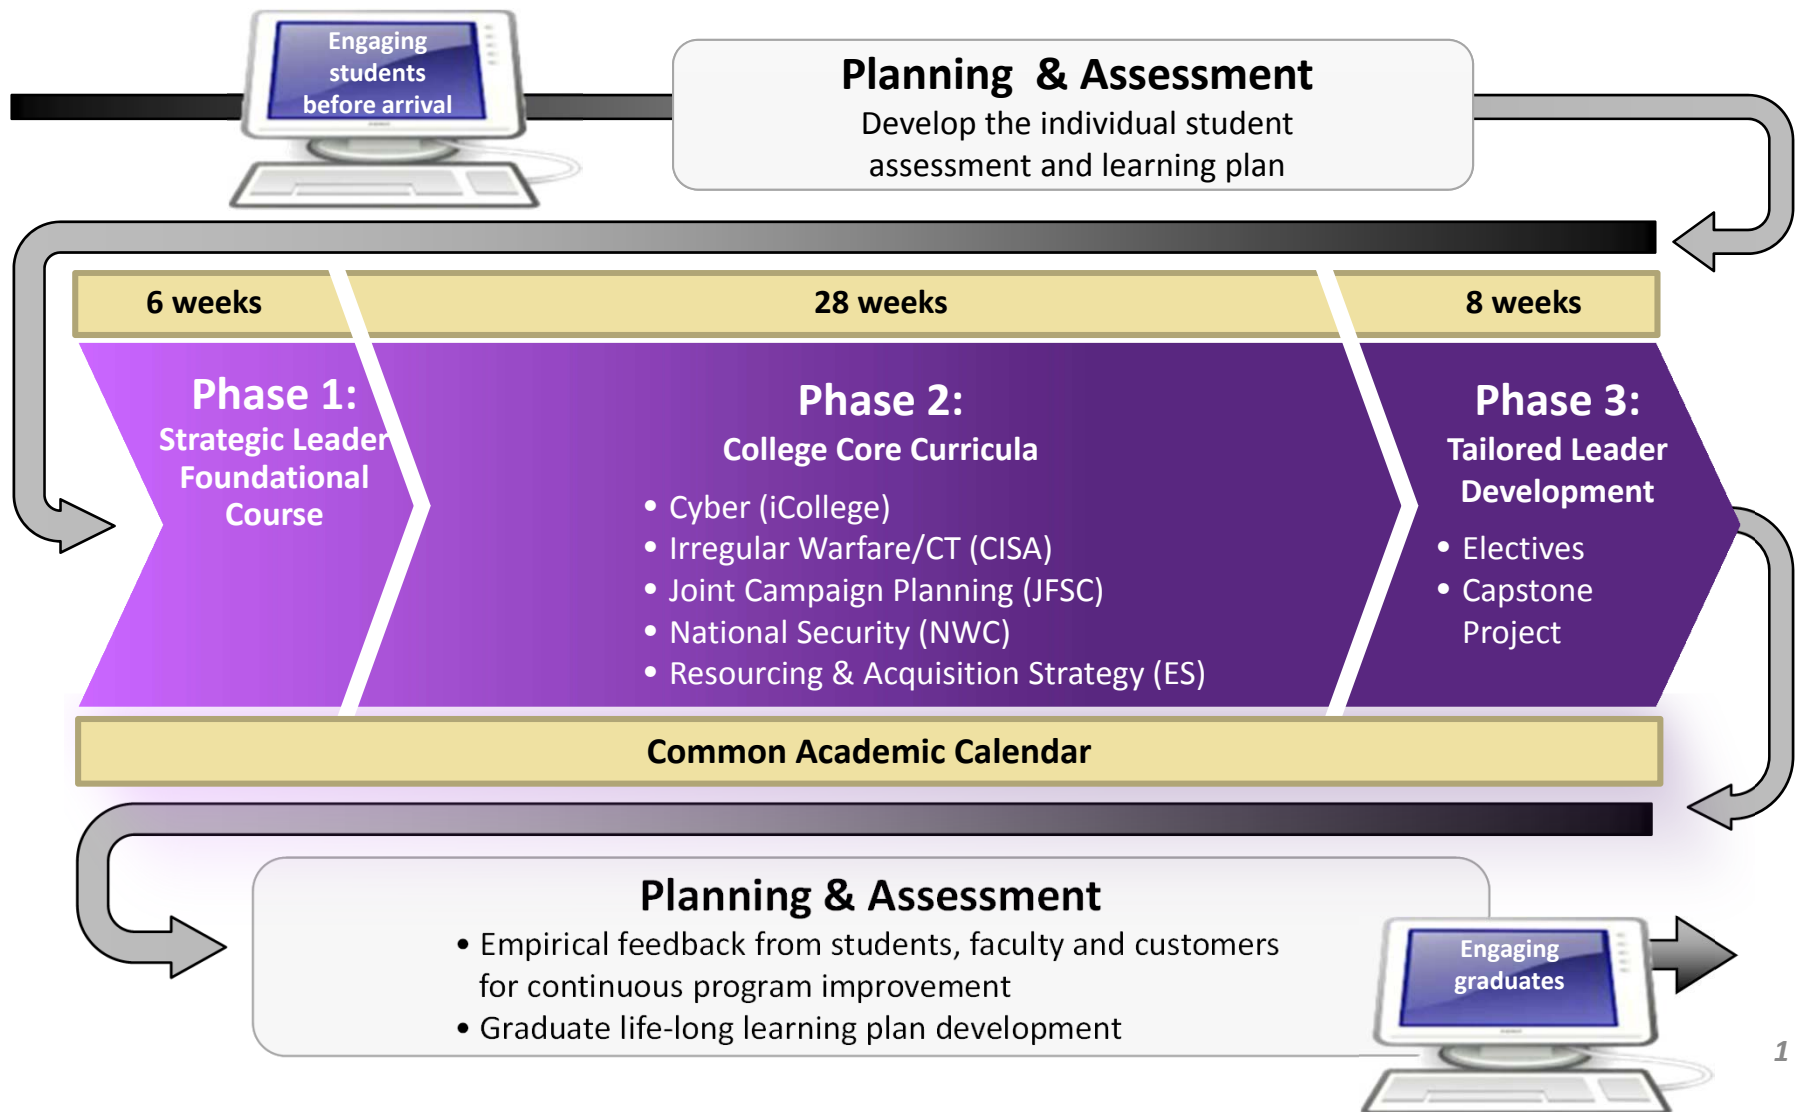 Engaging
students
before arrival
Planning & Assessment
Develop the individual student
assessment and learning plan
6 weeks
28 weeks
8 weeks
Phase 1:
Strategic Leader
Foundational
Course
Phase 2:
College Core Curricula
• Cyber (iCollege)
• Irregular Warfare/CT (CISA)
• Joint Campaign Planning (JFSC)
• National Security (NWC)
• Resourcing & Acquisition Strategy (ES)
Phase 3:
Tailored Leader
Development
• Electives
• Capstone
Project
Common Academic Calendar
Planning & Assessment
• Empirical feedback from students, faculty and customers
for continuous program improvement
• Graduate life-long learning plan development
Engaging
graduates
1